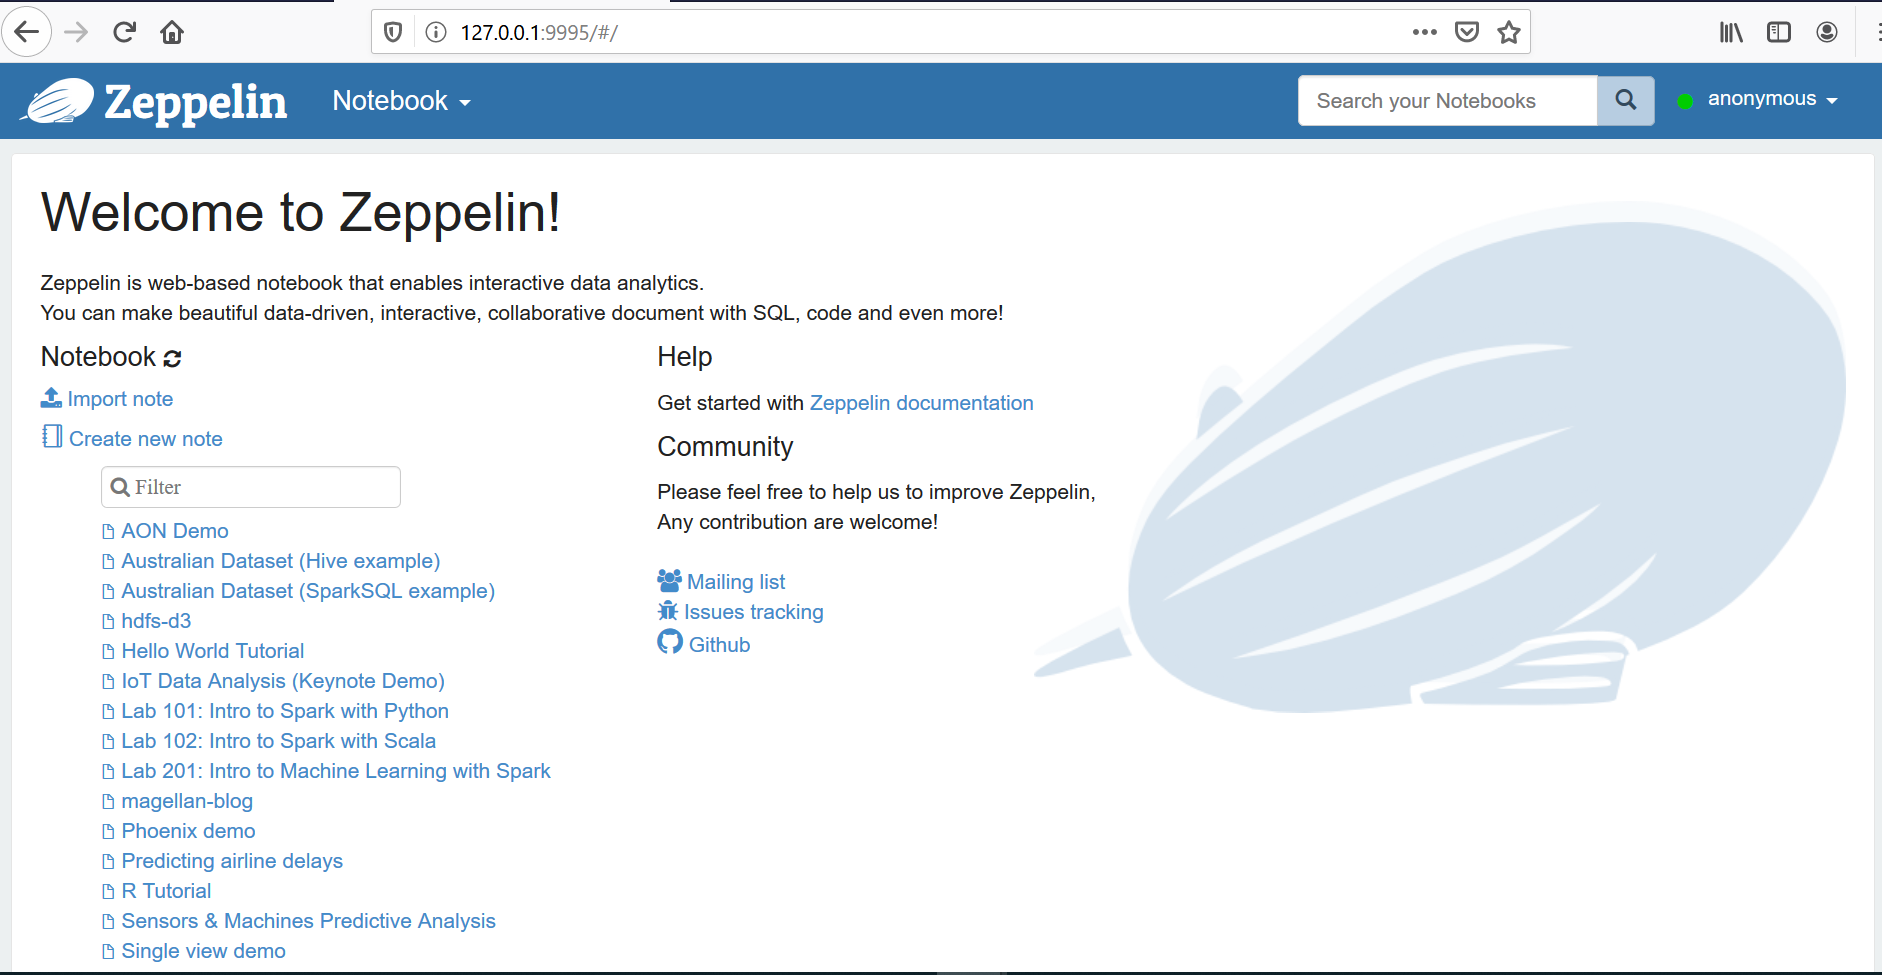 127.0.0.1:9995/#/
Zeppelin
Notebook
Search your Notebooks
anonymous
Welcome to Zeppelin!
Zeppelin is web-based notebook that enables interactive data analytics.
You can make beautiful data-driven, interactive, collaborative document with SQL, code and even more!
Notebook
Import note
Create new note
Filter
AON Demo
Australian Dataset (Hive example)
Australian Dataset (SparkSQL example)
hdfs-d3
Hello World Tutorial
IoT Data Analysis (Keynote Demo)
Lab 101: Intro to Spark with Python
Lab 102: Intro to Spark with Scala
Lab 201: Intro to Machine Learning with Spark
magellan-blog
Phoenix demo
Predicting airline delays
R Tutorial
Sensors & Machines Predictive Analysis
Single view demo
Help
Get started with Zeppelin documentation
Community
Please feel free to help us to improve Zeppelin,
Any contribution are welcome!
Mailing list
Issues tracking
Github